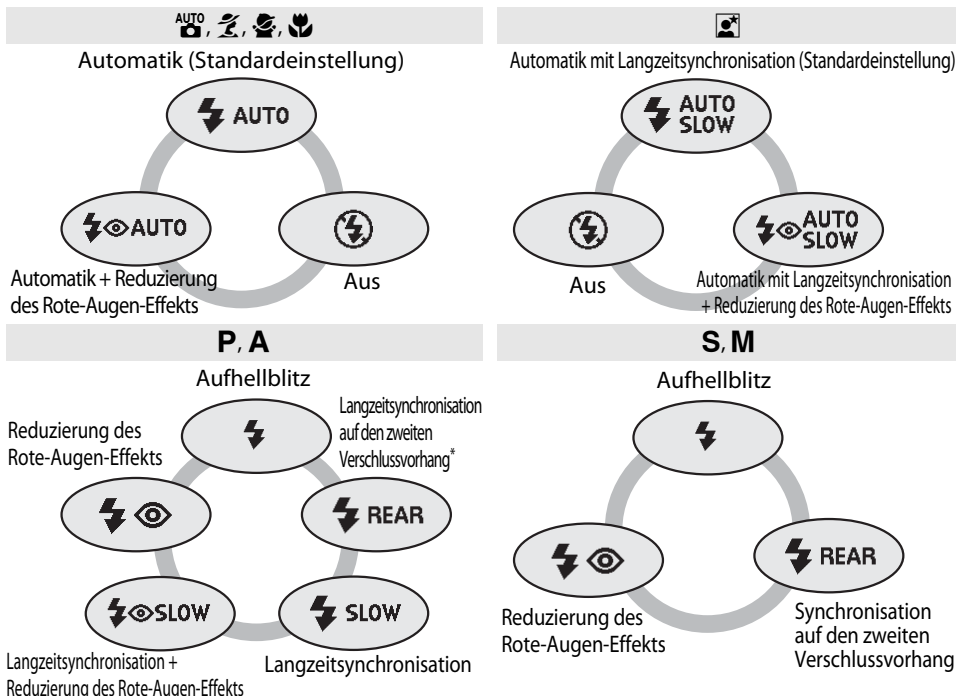 AUTO , , ,
Automatik (Standardeinstellung)
AUTO
AUTO
Automatik + Reduzierung
des Rote-Augen-Effekts
Aus
Automatik mit Langzeitsynchronisation (Standardeinstellung)
AUTO
SLOW
Aus
AUTO
SLOW
Automatik mit Langzeitsynchronisation
+ Reduzierung des Rote-Augen-Effekts
P, A
Aufhellblitz
Langzeitsynchronisation
auf den zweiten
Verschlussvorhang*
Reduzierung des
Rote-Augen-Effekts
REAR
SLOW
SLOW
Langzeitsynchronisation +
Reduzierung des Rote-Augen-Effekts
Langzeitsynchronisation
S, M
Aufhellblitz
REAR
Reduzierung des
Rote-Augen-Effekts
Synchronisation
auf den zweiten
Verschlussvorhang